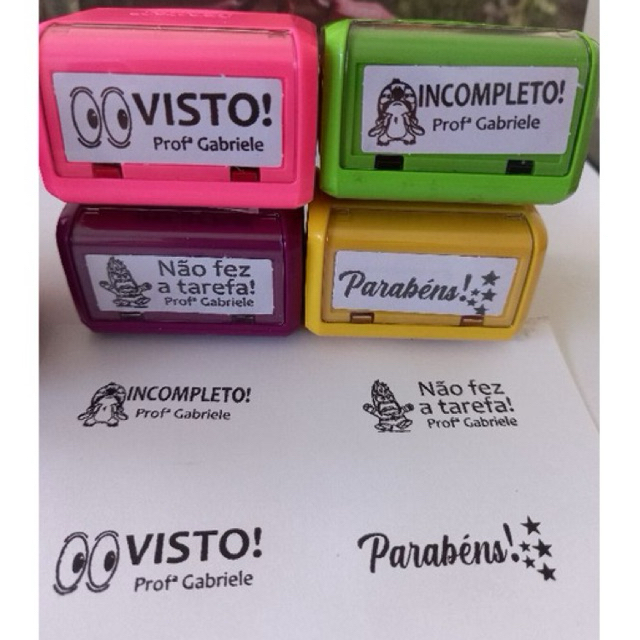 VISTO!
Profª Gabriele
INCOMPLETO!
Profª Gabriele
Não fez
a tarefa!
Profª Gabriele
Parabéns!
INCOMPLETO!
Profª Gabriele
Não fez
a tarefa!
Profª Gabriele
VISTO!
Profª Gabriele
Parabéns!